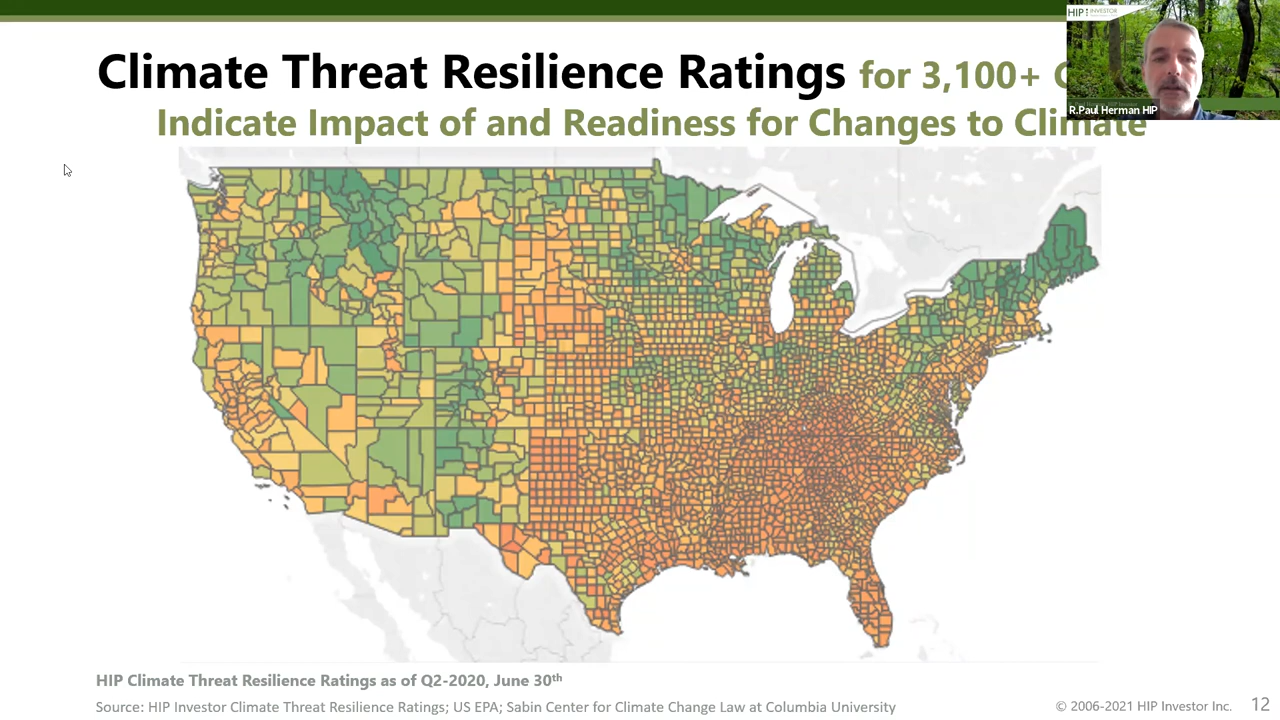 Climate Threat Resilience Ratings for 3,100+
Indicate Impact of and Readiness for Changes to Climate
HIP INVESTOR
R.Paul Herman HIP
HIP Climate Threat Resilience Ratings as of Q2-2020, June 30th
Source: HIP Investor Climate Threat Resilience Ratings; US EPA; Sabin Center for Climate Change Law at Columbia University
© 2006-2021 HIP Investor Inc. 12